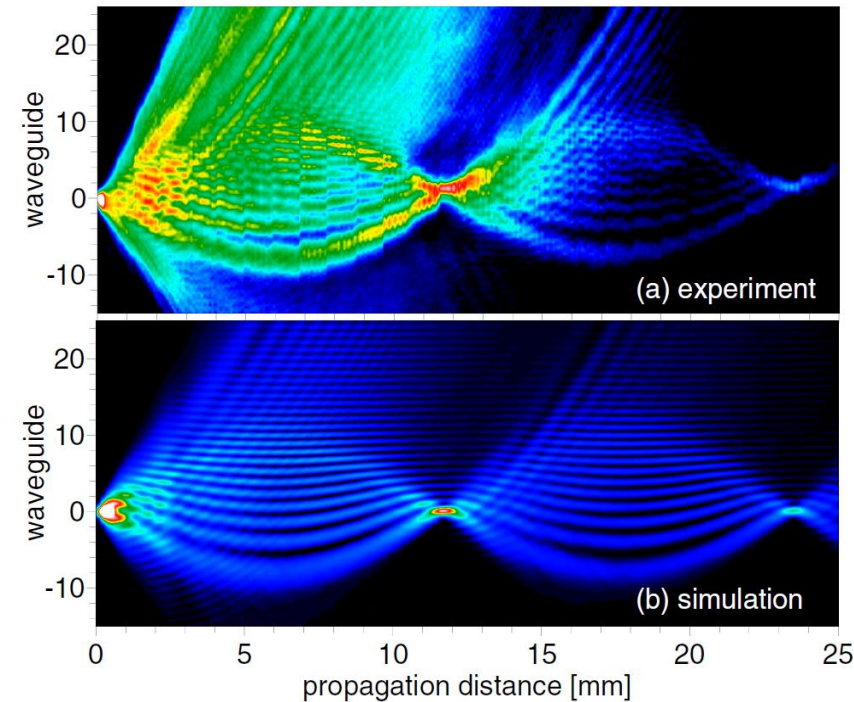 20
10
0
-10
waveguide
(a) experiment
20
10
0
-10
waveguide
(b) simulation
0 5 10 15 20 25
propagation distance [mm]